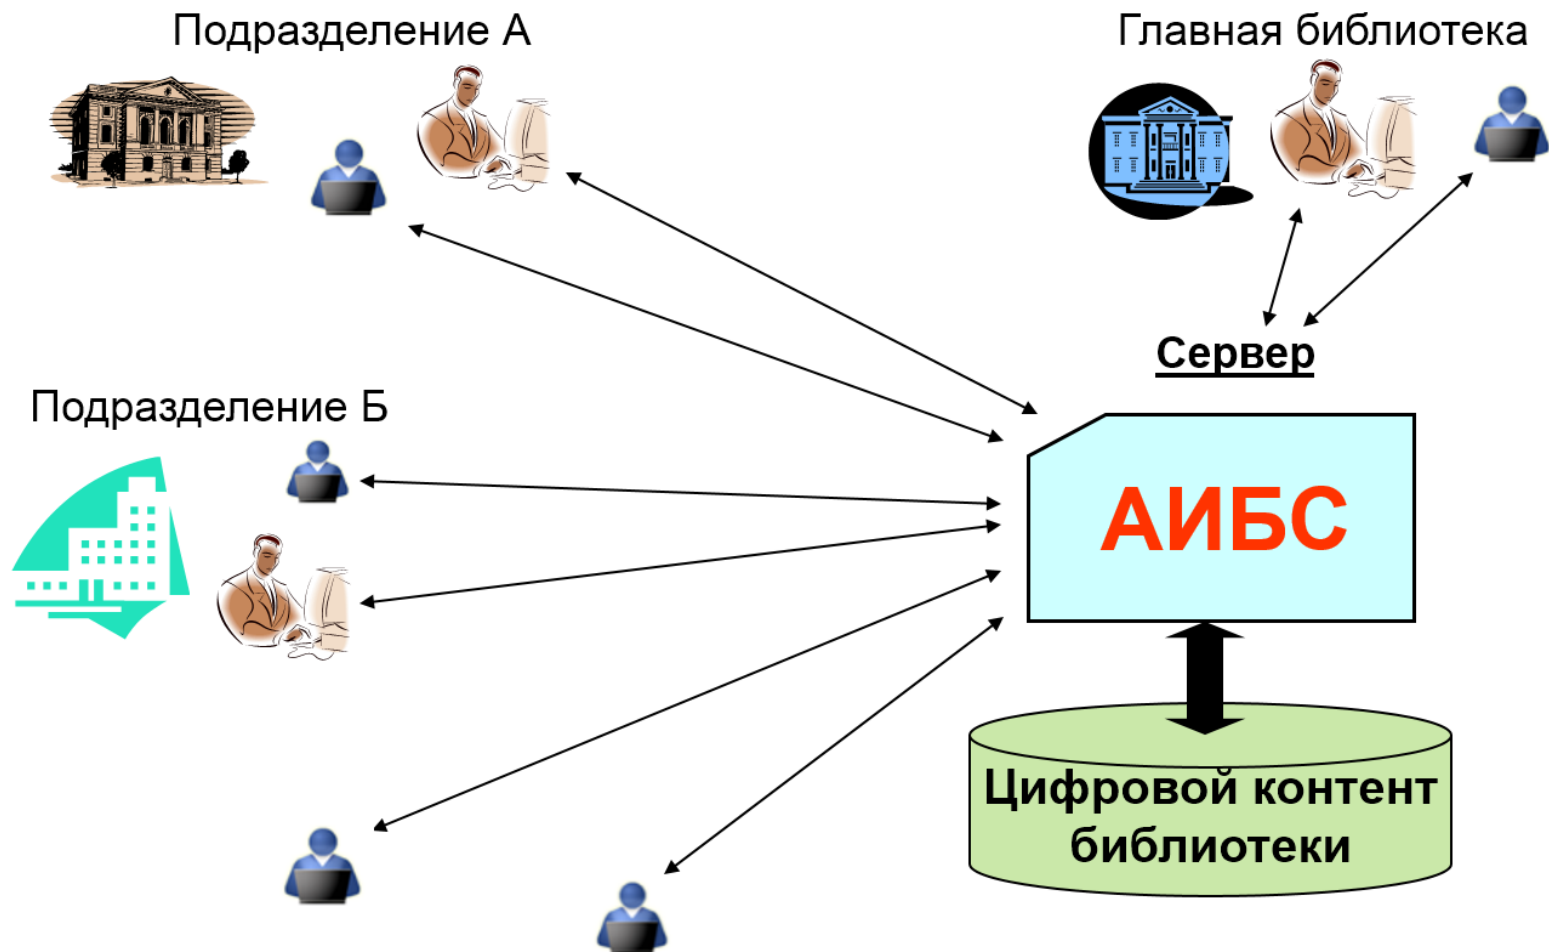 Подразделение А
Главная библиотека
Сервер
Подразделение Б
АИБС
Цифровой контент
библиотеки